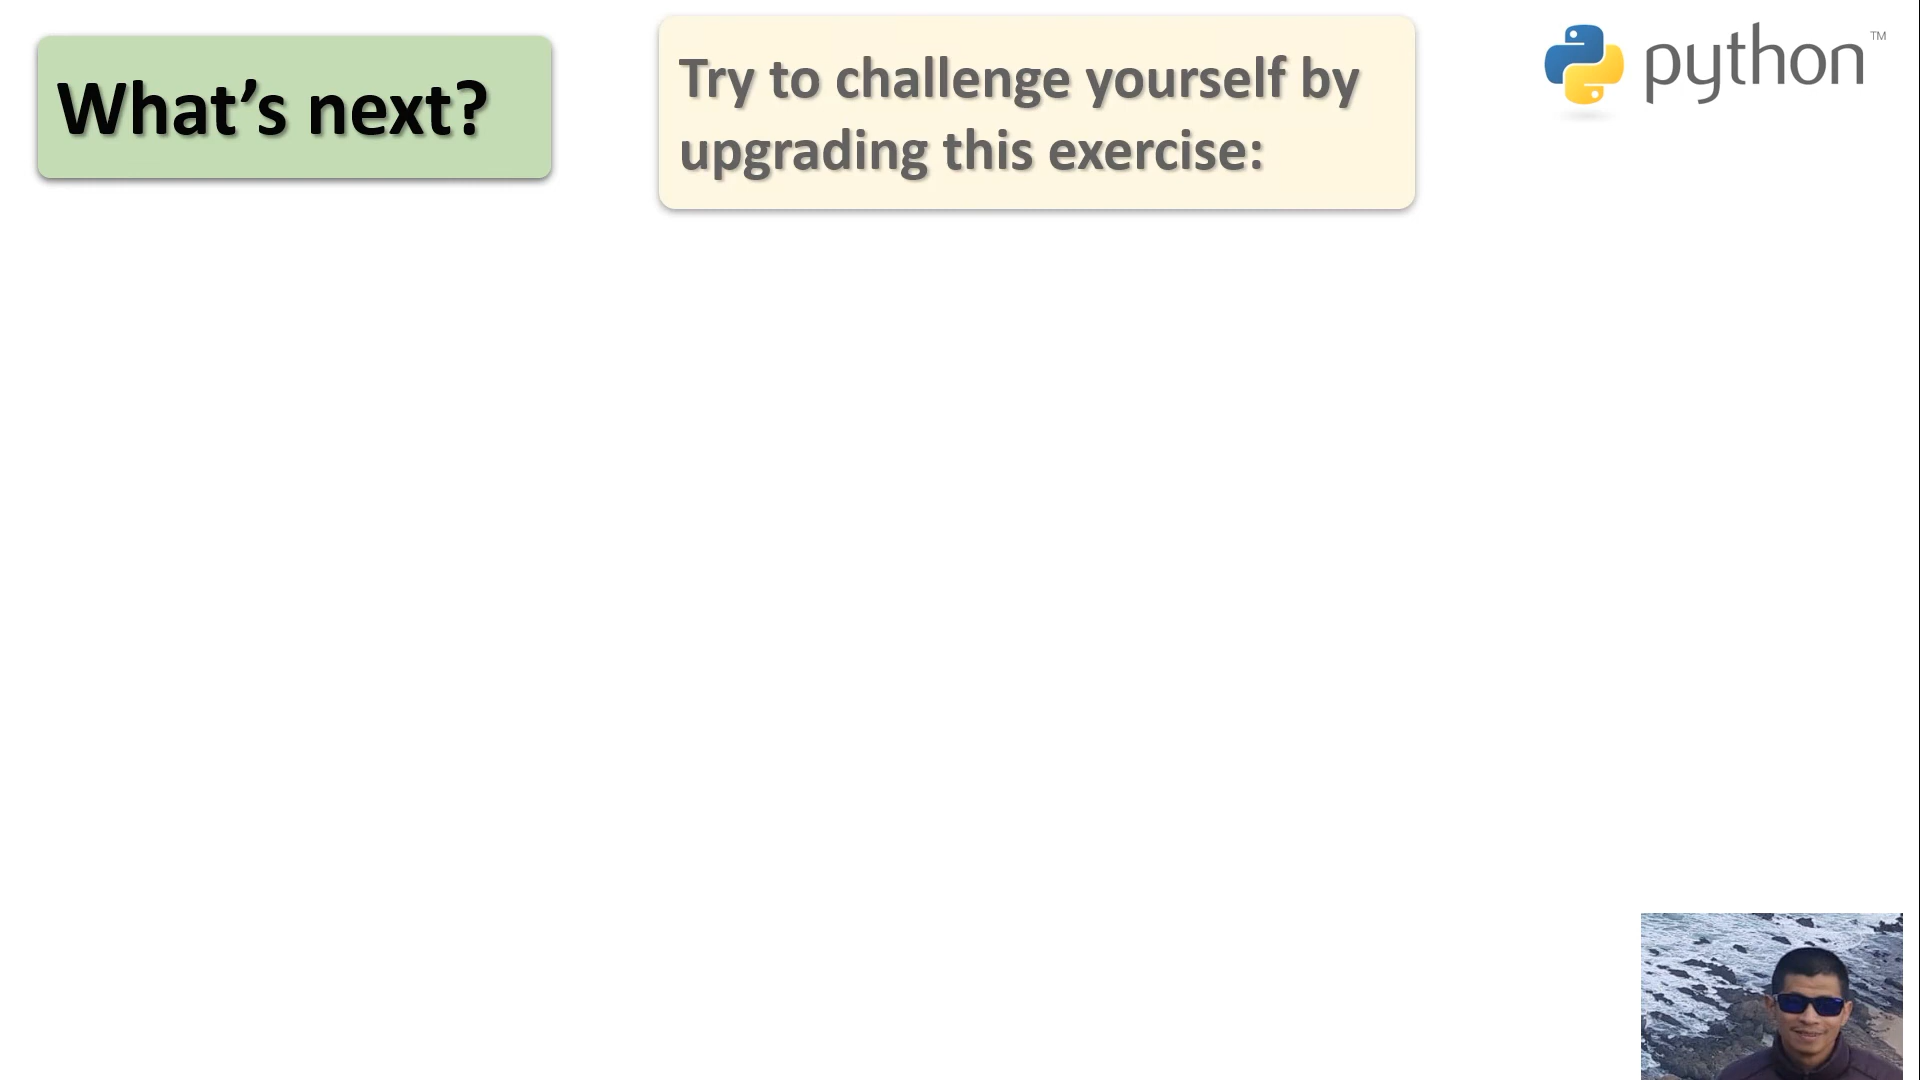 What’s next?
Try to challenge yourself by
upgrading this exercise:
python™